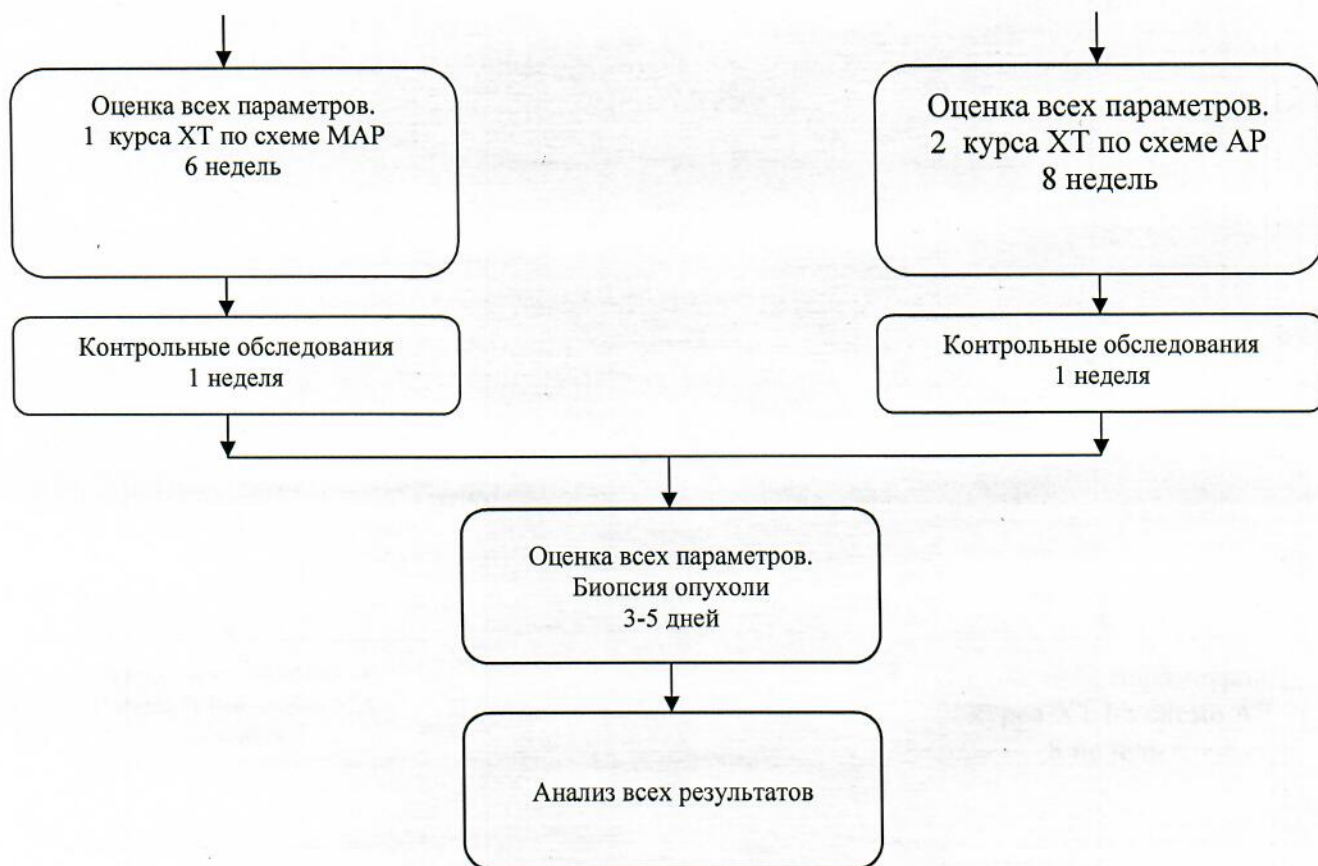 Оценка всех параметров.
1 курса ХТ по схеме МАР
6 недель
Оценка всех параметров.
2 курса ХТ по схеме АР
8 недель
Контрольные обследования
1 неделя
Контрольные обследования
1 неделя
Оценка всех параметров.
Биопсия опухоли
3-5 дней
Анализ всех результатов